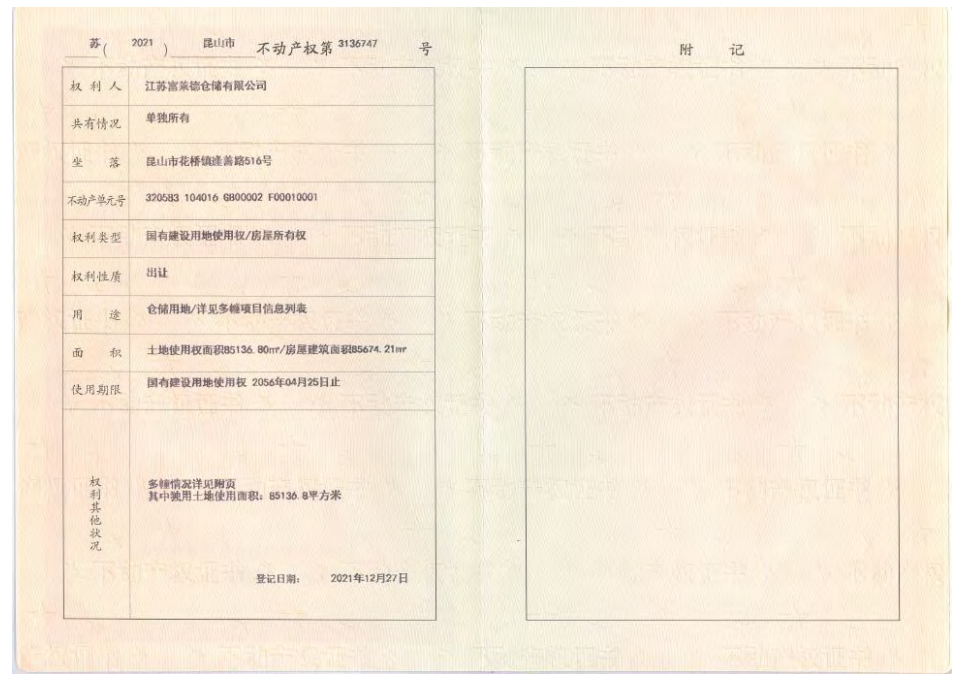 苏( 2021 ) 昆山市 不动产权第 3136747 号
权利人 江苏富莱德仓储有限公司
共有情况 单独所有
坐落 昆山市花桥镇逢善路516号
不动产单元号 320583 104016 GB00002 F00010001
权利类型 国有建设用地使用权/房屋所有权
权利性质 出让
用途 仓储用地/详见多幢项目信息列表
面积 土地使用权面积85136.80㎡/房屋建筑面积85674.21㎡
使用期限 国有建设用地使用权 2056年04月25日止
权利其他状况
多幢情况详见附页
其中独用土地使用面积：85136.8平方米
登记日期： 2021年12月27日
附 记